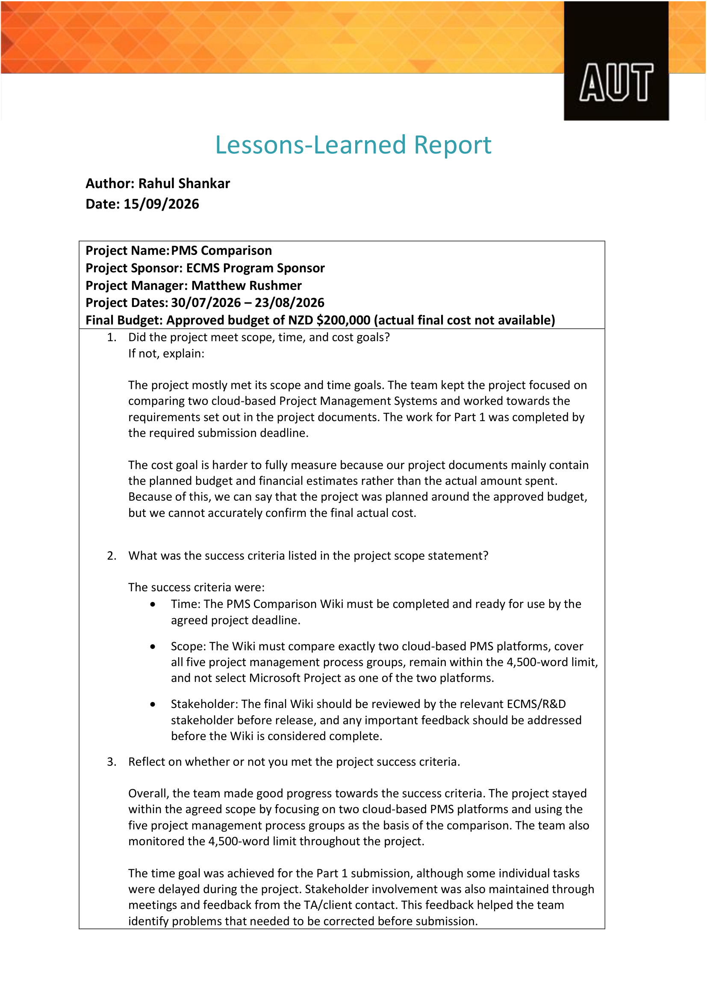 AUT
Lessons-Learned Report
Author: Rahul Shankar
Date: 15/09/2026
Project Name: PMS Comparison
Project Sponsor: ECMS Program Sponsor
Project Manager: Matthew Rushmer
Project Dates: 30/07/2026 – 23/08/2026
Final Budget: Approved budget of NZD $200,000 (actual final cost not available)
1. Did the project meet scope, time, and cost goals?
If not, explain:
The project mostly met its scope and time goals. The team kept the project focused on
comparing two cloud-based Project Management Systems and worked towards the
requirements set out in the project documents. The work for Part 1 was completed by
the required submission deadline.
The cost goal is harder to fully measure because our project documents mainly contain
the planned budget and financial estimates rather than the actual amount spent.
Because of this, we can say that the project was planned around the approved budget,
but we cannot accurately confirm the final actual cost.
2. What was the success criteria listed in the project scope statement?
The success criteria were:
• Time: The PMS Comparison Wiki must be completed and ready for use by the
agreed project deadline.
• Scope: The Wiki must compare exactly two cloud-based PMS platforms, cover
all five project management process groups, remain within the 4,500-word limit,
and not select Microsoft Project as one of the two platforms.
• Stakeholder: The final Wiki should be reviewed by the relevant ECMS/R&D
stakeholder before release, and any important feedback should be addressed
before the Wiki is considered complete.
3. Reflect on whether or not you met the project success criteria.
Overall, the team made good progress towards the success criteria. The project stayed
within the agreed scope by focusing on two cloud-based PMS platforms and using the
five project management process groups as the basis of the comparison. The team also
monitored the 4,500-word limit throughout the project.
The time goal was achieved for the Part 1 submission, although some individual tasks
were delayed during the project. Stakeholder involvement was also maintained through
meetings and feedback from the TA/client contact. This feedback helped the team
identify problems that needed to be corrected before submission.